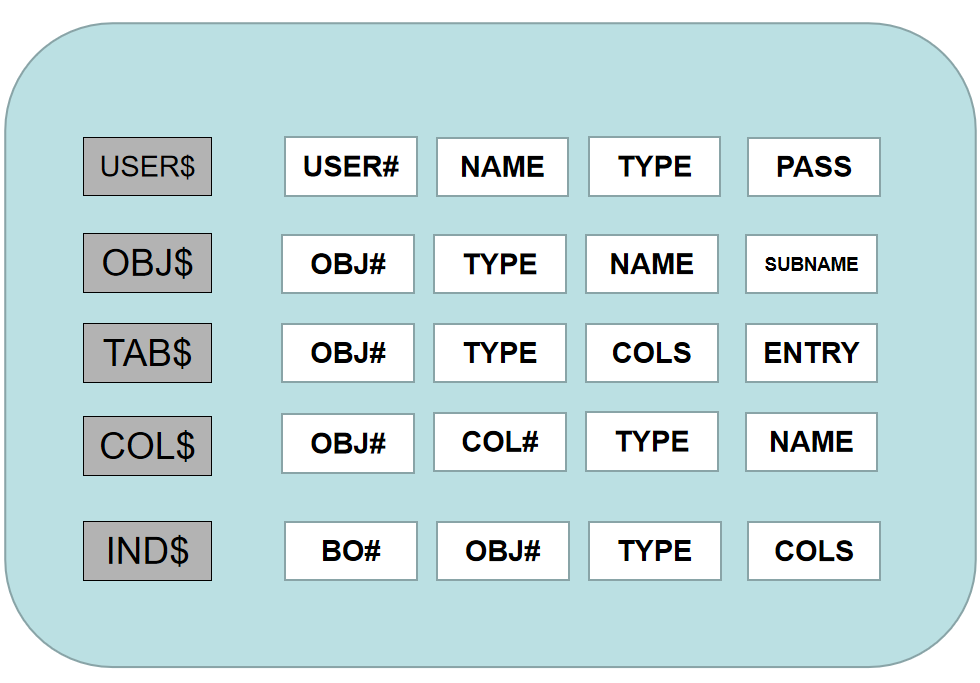 USER$ USER# NAME TYPE PASS
OBJ$ OBJ# TYPE NAME SUBNAME
TAB$ OBJ# TYPE COLS ENTRY
COL$ OBJ# COL# TYPE NAME
IND$ BO# OBJ# TYPE COLS